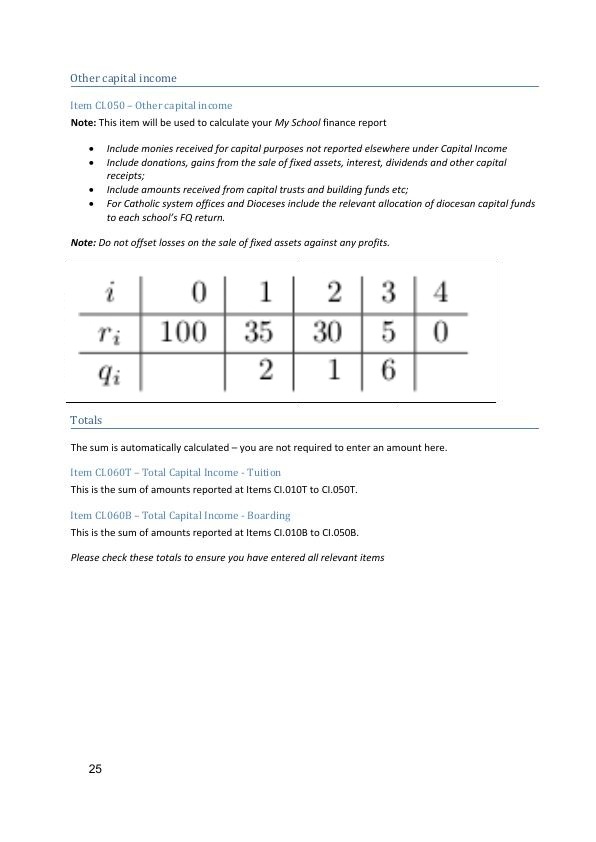 Other capital income
Item CI.050 – Other capital income
Note: This item will be used to calculate your My School finance report
• Include monies received for capital purposes not reported elsewhere under Capital Income
• Include donations, gains from the sale of fixed assets, interest, dividends and other capital
receipts;
• Include amounts received from capital trusts and building funds etc;
• For Catholic system offices and Dioceses include the relevant allocation of diocesan capital funds
to each school's FQ return.
Note: Do not offset losses on the sale of fixed assets against any profits.
i 0 1 2 3 4
r_i 100 35 30 5 0
q_i 2 1 6
Totals
The sum is automatically calculated – you are not required to enter an amount here.
Item CI.060T – Total Capital Income - Tuition
This is the sum of amounts reported at Items CI.010T to CI.050T.
Item CI.060B – Total Capital Income - Boarding
This is the sum of amounts reported at Items CI.010B to CI.050B.
Please check these totals to ensure you have entered all relevant items
25